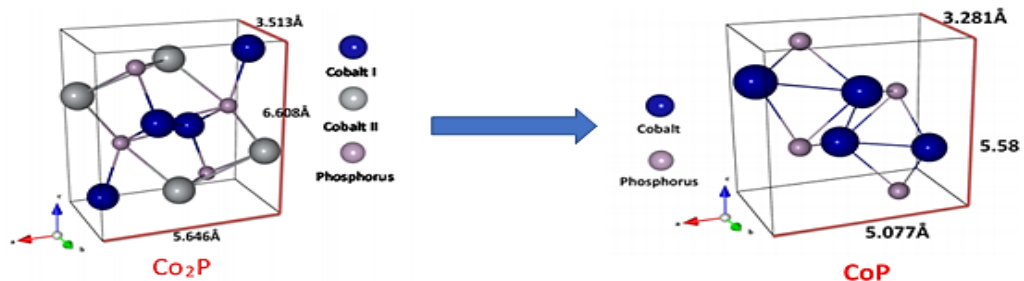 3.513Å
Cobalt I
6.608Å
Cobalt II
Phosphorus
5.646Å
Co₂P
3.281Å
Cobalt
5.58
Phosphorus
5.077Å
CoP